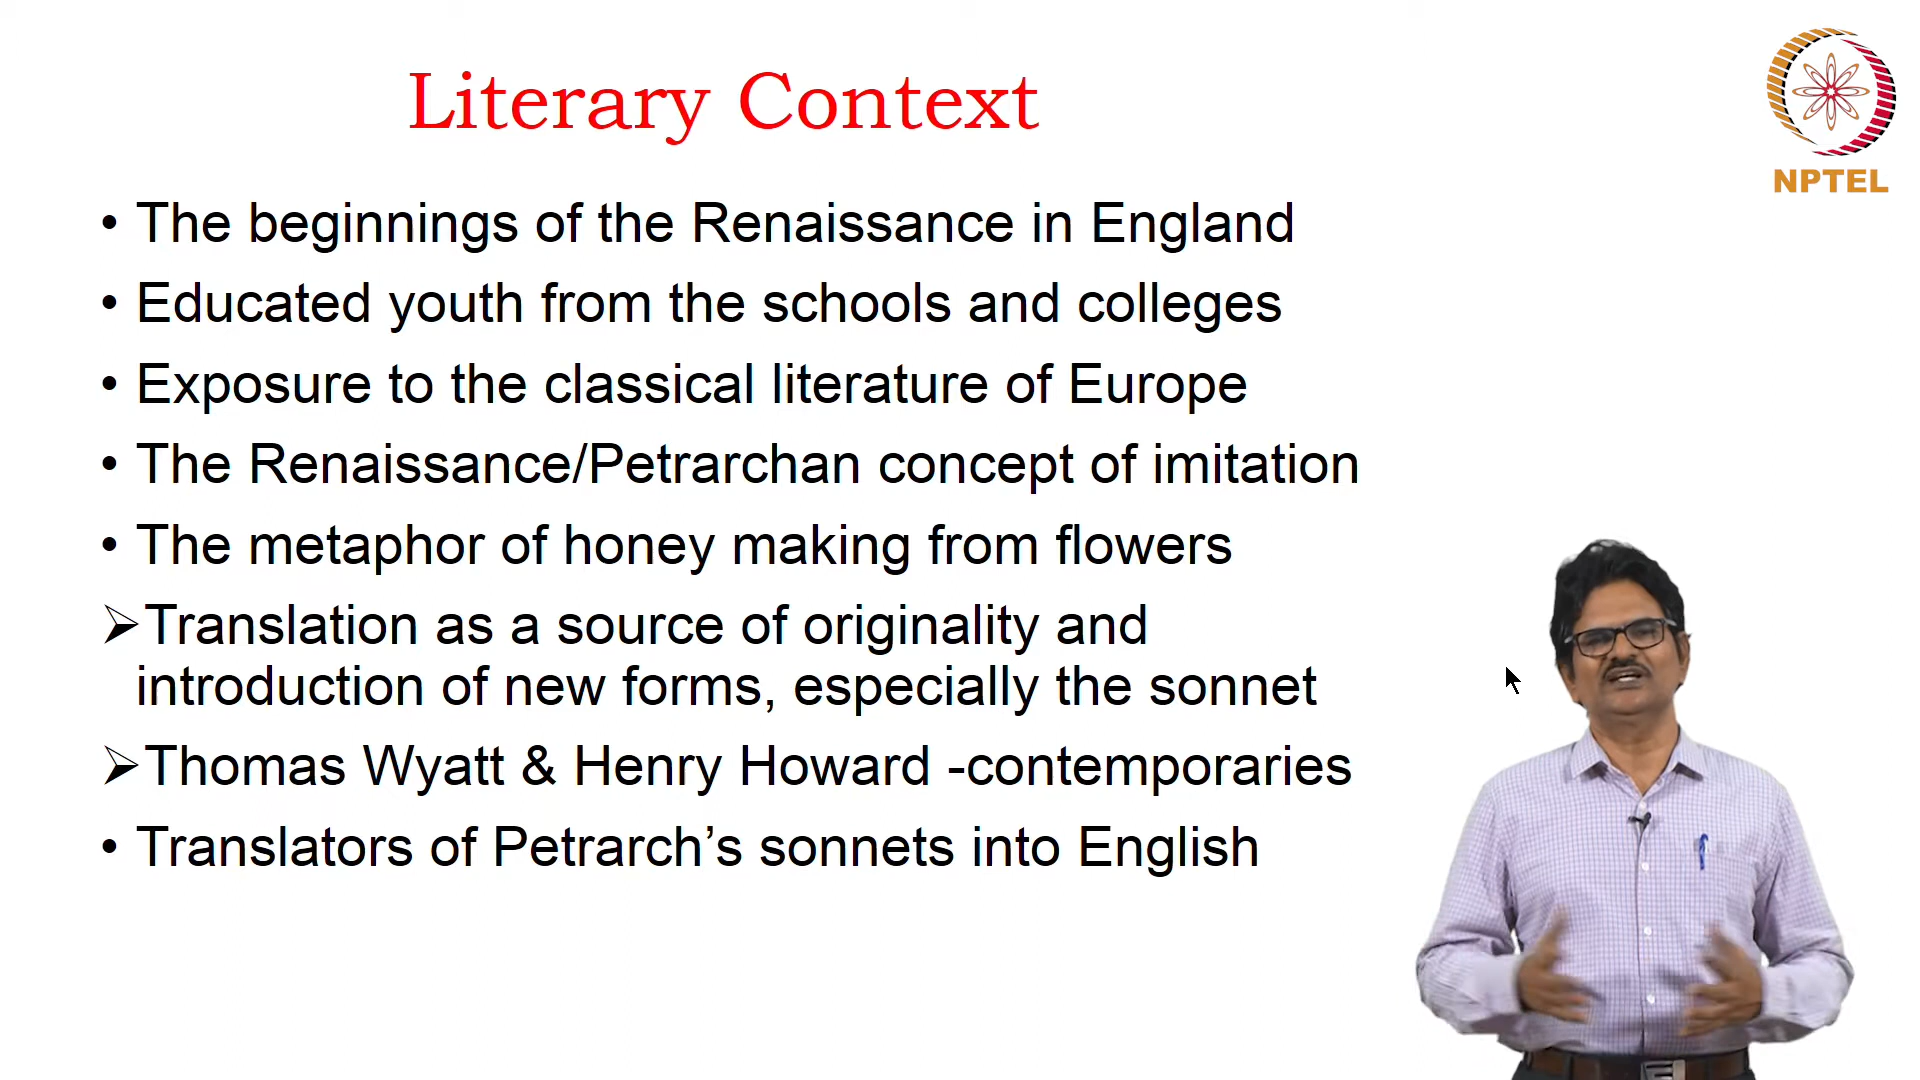 Literary Context
NPTEL
• The beginnings of the Renaissance in England
• Educated youth from the schools and colleges
• Exposure to the classical literature of Europe
• The Renaissance/Petrarchan concept of imitation
• The metaphor of honey making from flowers
➢Translation as a source of originality and
introduction of new forms, especially the sonnet
➢Thomas Wyatt & Henry Howard -contemporaries
• Translators of Petrarch’s sonnets into English